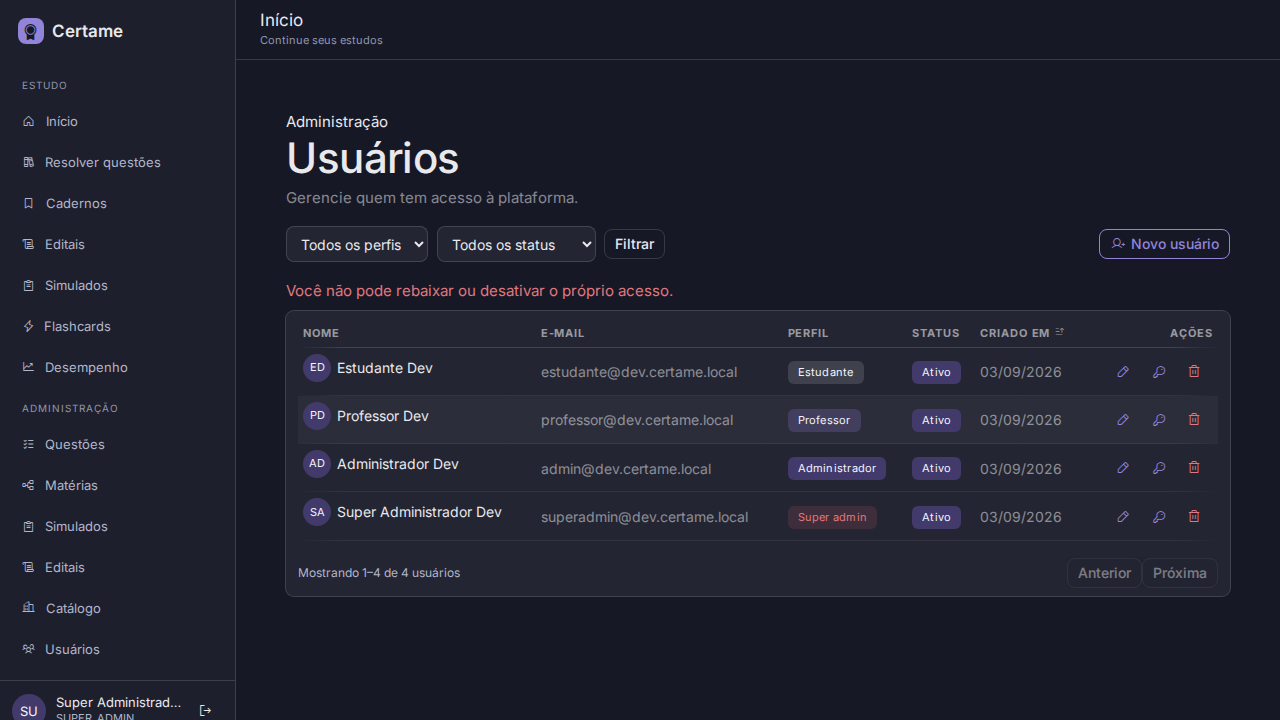 Certame
ESTUDO
Início
Resolver questões
Cadernos
Editais
Simulados
Flashcards
Desempenho
ADMINISTRAÇÃO
Questões
Matérias
Simulados
Editais
Catálogo
Usuários
SU
Super Administrad...
SUPER ADMIN
Início
Continue seus estudos
Administração
Usuários
Gerencie quem tem acesso à plataforma.
Todos os perfis Todos os status Filtrar Novo usuário
Você não pode rebaixar ou desativar o próprio acesso.
NOME E-MAIL PERFIL STATUS CRIADO EM AÇÕES
ED Estudante Dev estudante@dev.certame.local Estudante Ativo 03/09/2026
PD Professor Dev professor@dev.certame.local Professor Ativo 03/09/2026
AD Administrador Dev admin@dev.certame.local Administrador Ativo 03/09/2026
SA Super Administrador Dev superadmin@dev.certame.local Super admin Ativo 03/09/2026
Mostrando 1–4 de 4 usuários Anterior Próxima